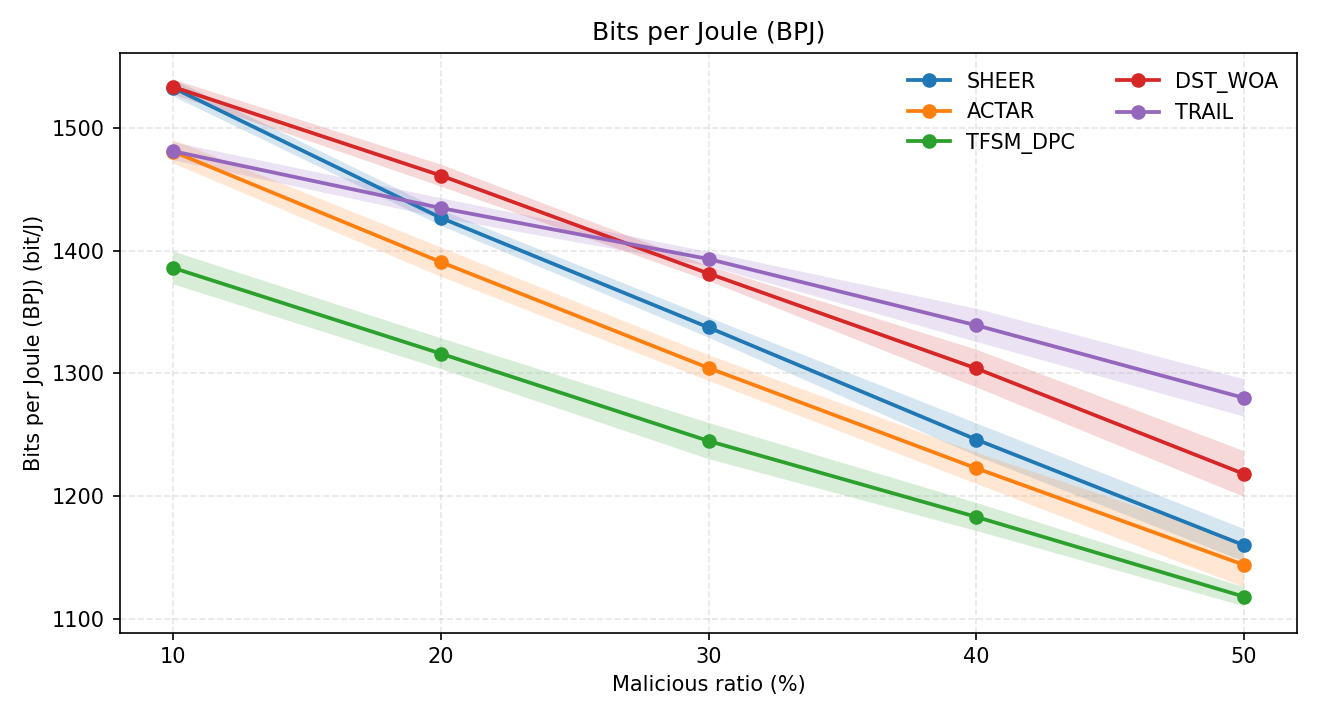 Bits per Joule (BPJ)
Bits per Joule (BPJ)) (bit/J)
1500
1400
1300
1200
1100
10
20
30
40
50
Malicious ratio (%)
SHEER
ACTAR
TFSM_DPC
DST_WOA
TRAIL